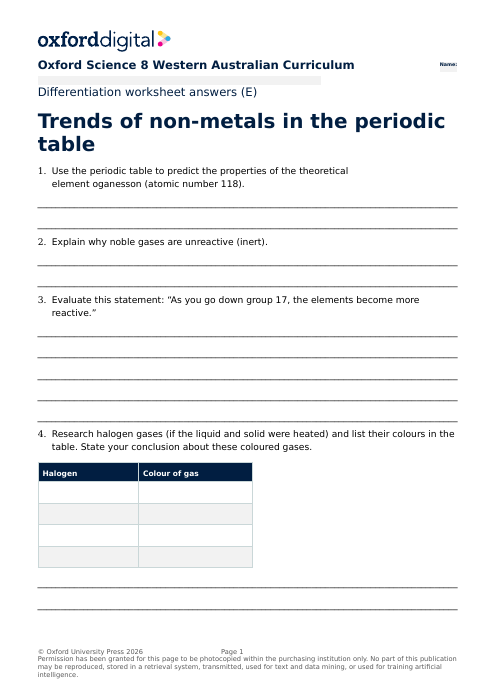 oxforddigital
Oxford Science 8 Western Australian Curriculum
Name:
Differentiation worksheet answers (E)
Trends of non-metals in the periodic
table
1. Use the periodic table to predict the properties of the theoretical
element oganesson (atomic number 118).
2. Explain why noble gases are unreactive (inert).
3. Evaluate this statement: “As you go down group 17, the elements become more
reactive.”
4. Research halogen gases (if the liquid and solid were heated) and list their colours in the
table. State your conclusion about these coloured gases.
Halogen Colour of gas
© Oxford University Press 2026 Page 1
Permission has been granted for this page to be photocopied within the purchasing institution only. No part of this publication
may be reproduced, stored in a retrieval system, transmitted, used for text and data mining, or used for training artificial
intelligence.